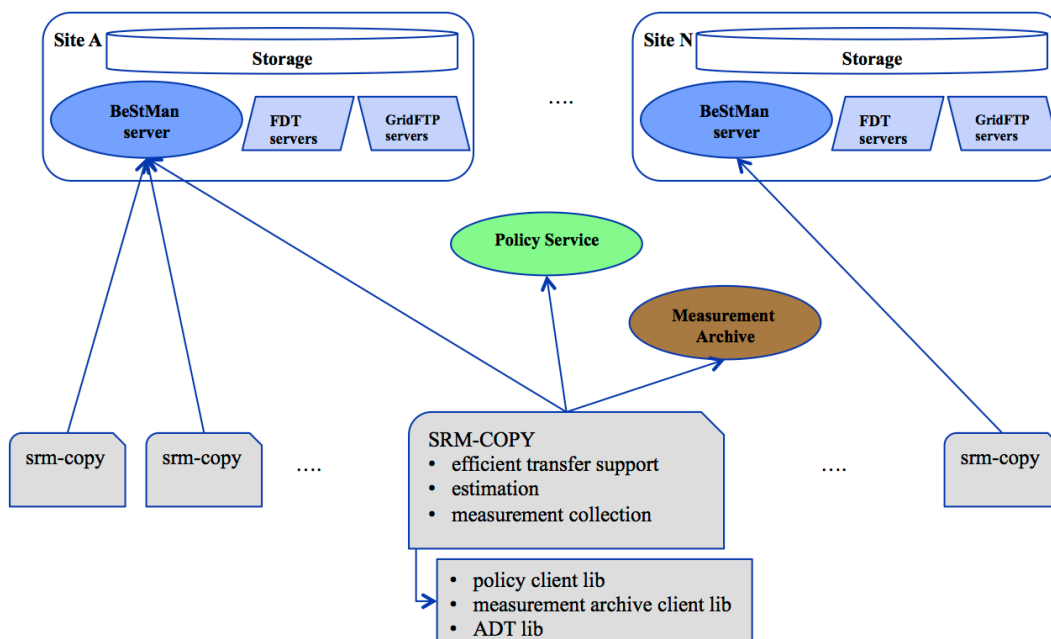 Site A
Storage
BeStMan
server
FDT
servers
GridFTP
servers
....
Site N
Storage
BeStMan
server
FDT
servers
GridFTP
servers
Policy Service
Measurement
Archive
srm-copy
srm-copy
....
SRM-COPY
• efficient transfer support
• estimation
• measurement collection
....
srm-copy
• policy client lib
• measurement archive client lib
• ADT lib